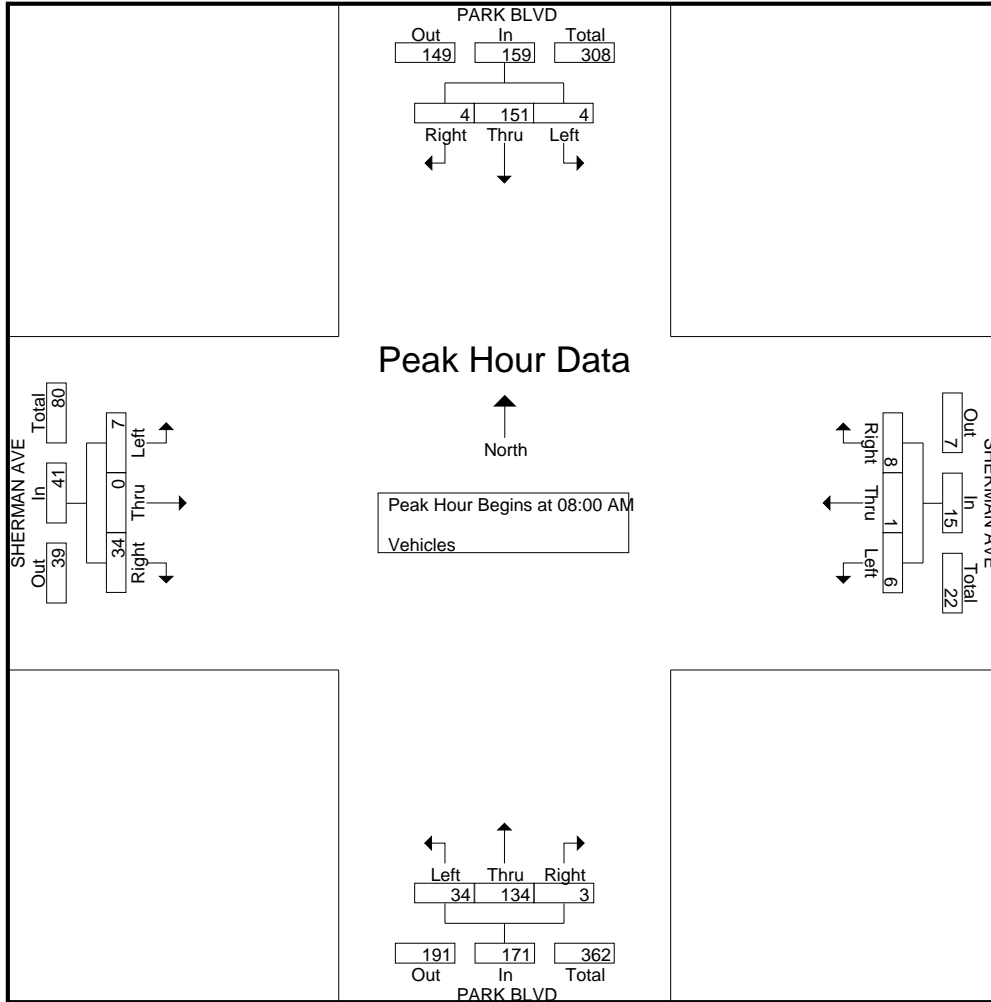 PARK BLVD
Out In Total
149 159 308
4 151 4
Right Thru Left
Peak Hour Data
North
Peak Hour Begins at 08:00 AM
Vehicles
SHERMAN AVE
Total In Out
80 41 39
7 0 34
Left Thru Right
Right Thru Left
8 1 6
7 15 22
Out In Total
SHERMAN AVE
Left Thru Right
34 134 3
191 171 362
Out In Total
PARK BLVD